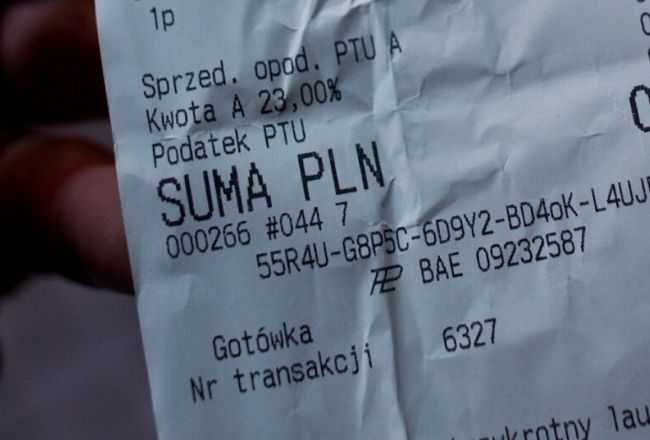 1p
Sprzed. opod. PTU A
Kwota A 23,00%
Podatek PTU
SUMA PLN
000266 #044 7
55R4U-G8P5C-6D9Y2-BD4OK-L4UJ
BAE 09232587
Gotówka
Nr transakcji 6327